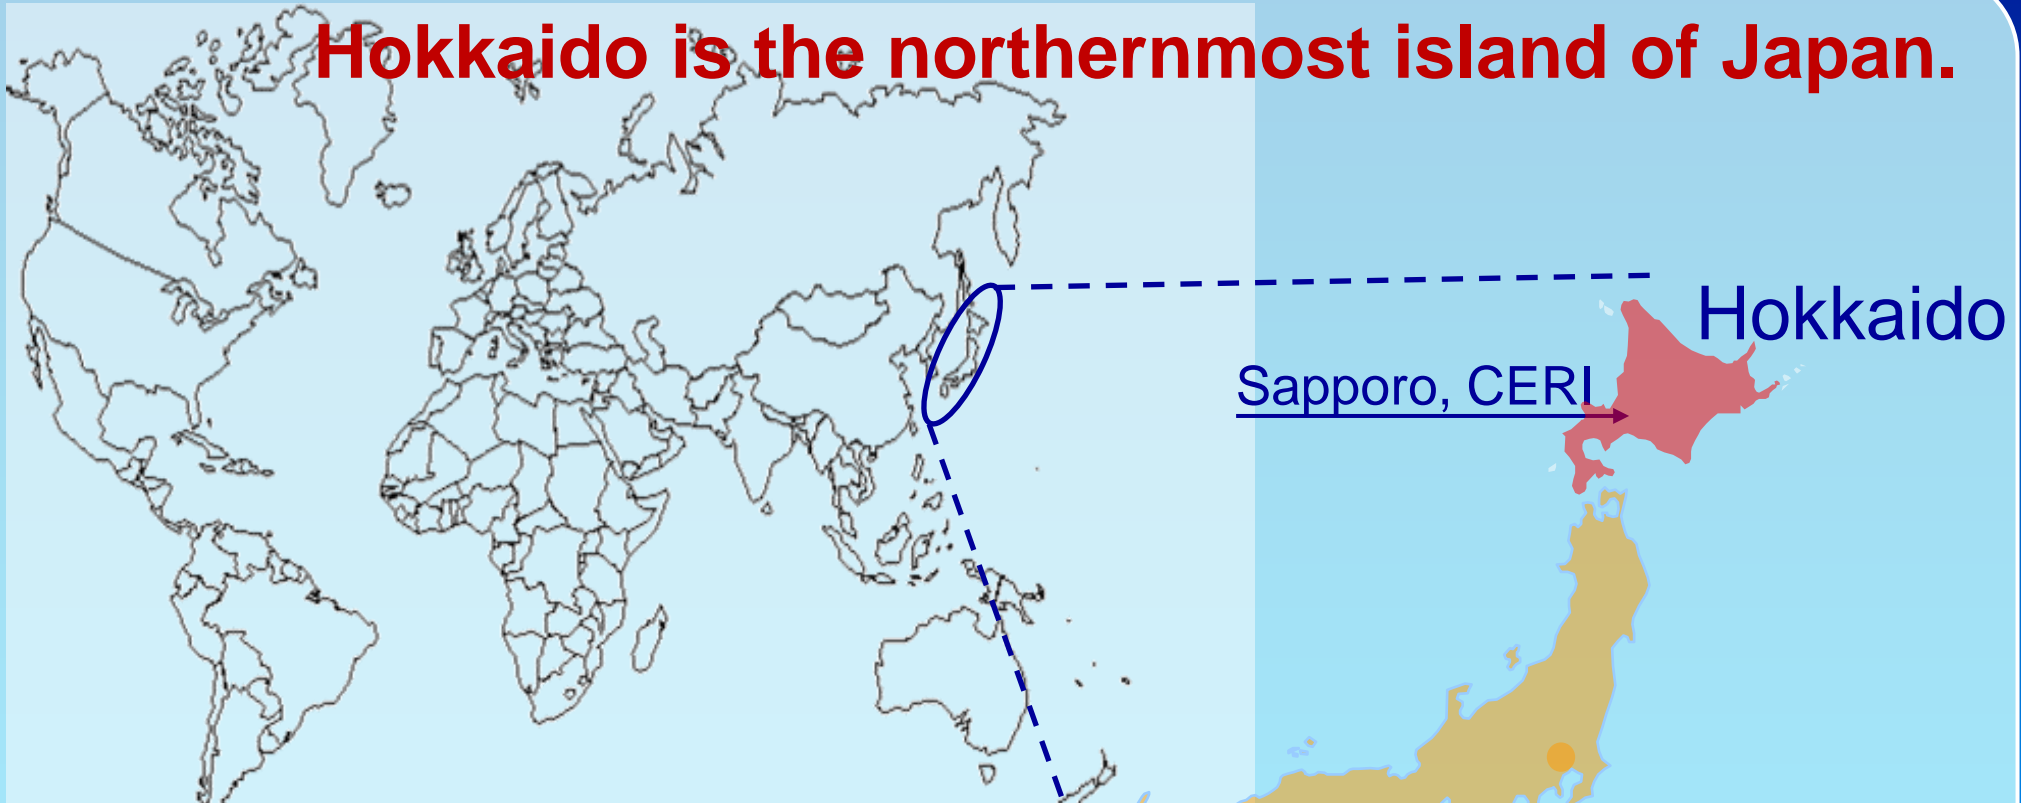 Hokkaido is the northernmost island of Japan.
Hokkaido
Sapporo, CERI